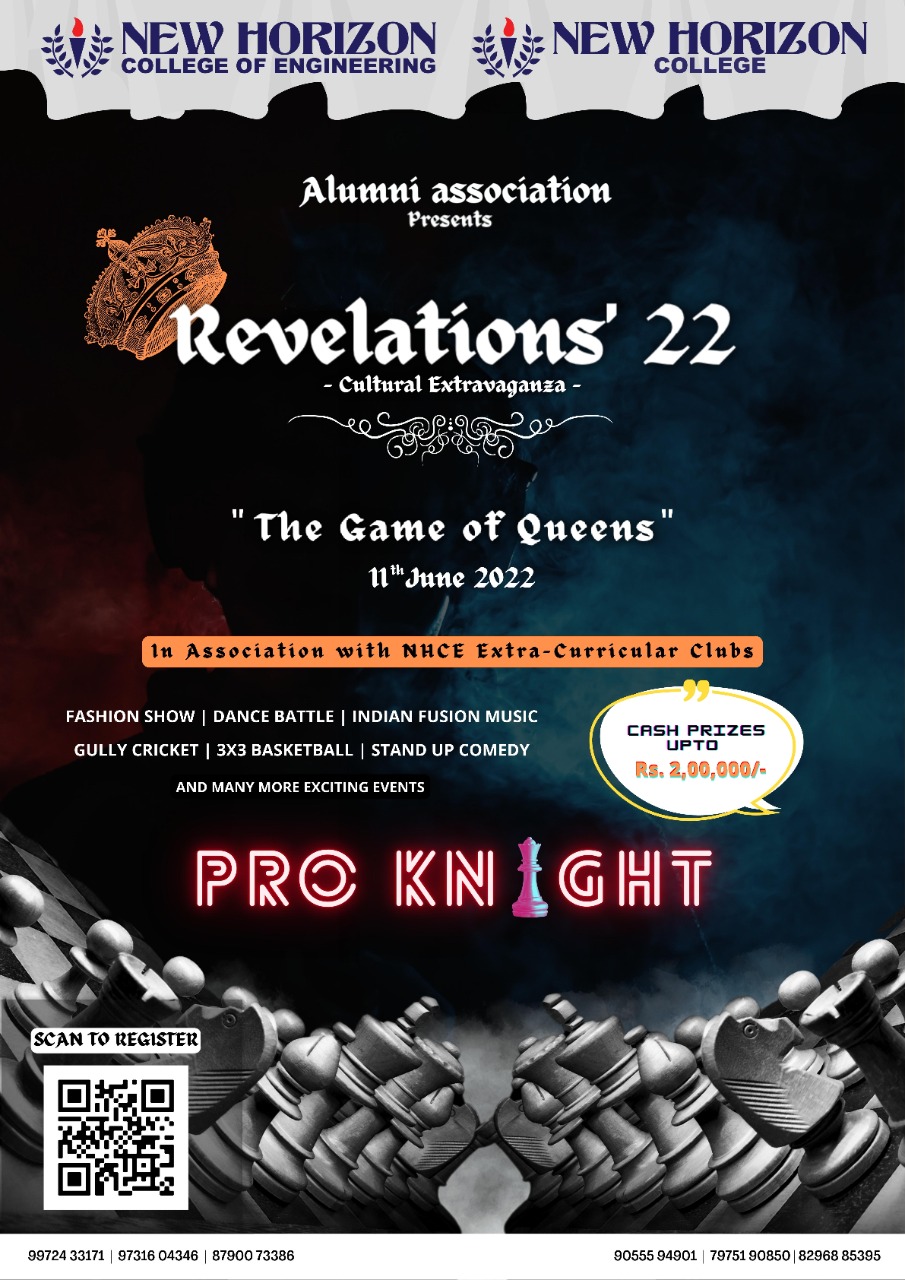 NEW HORIZON
COLLEGE OF ENGINEERING
NEW HORIZON
COLLEGE
Alumni association
Presents
Revelations' 22
- Cultural Extravaganza -
"The Game of Queens"
11th June 2022
In Association with NHCE Extra-Curricular Clubs
FASHION SHOW | DANCE BATTLE | INDIAN FUSION MUSIC
GULLY CRICKET | 3X3 BASKETBALL | STAND UP COMEDY
AND MANY MORE EXCITING EVENTS
CASH PRIZES
UPTO
Rs. 2,00,000/-
PRO KNIGHT
SCAN TO REGISTER
99724 33171 | 97316 04346 | 87900 73386
90555 94901 | 79751 90850 | 82968 85395